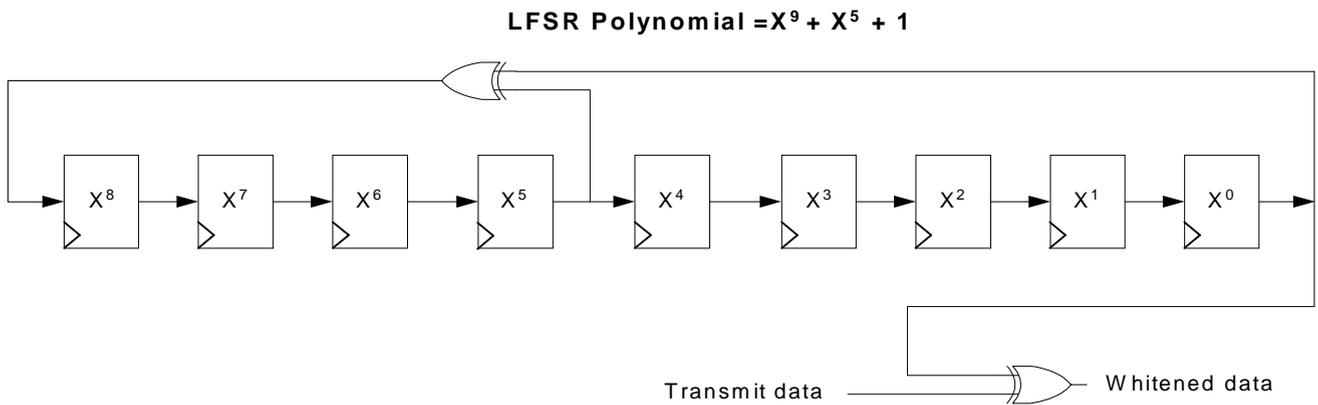 LFSR Polynomial =X⁹ + X⁵ + 1
X⁸ X⁷ X⁶ X⁵ X⁴ X³ X² X¹ X⁰
Transmit data
Whitened data